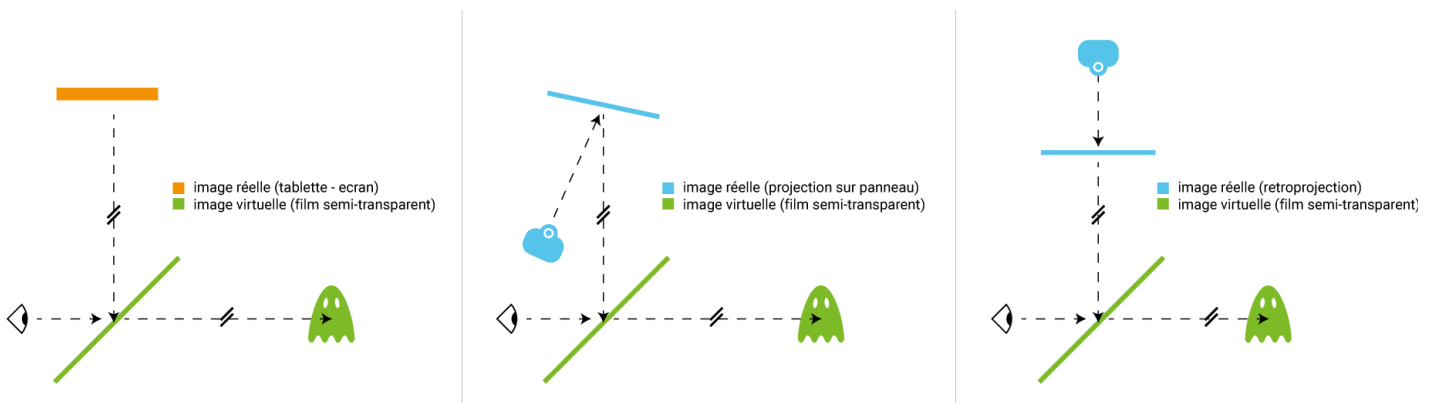 image réelle (tablette - ecran)
image virtuelle (film semi-transparent)
image réelle (projection sur panneau)
image virtuelle (film semi-transparent)
image réelle (retroprojection)
image virtuelle (film semi-transparent)